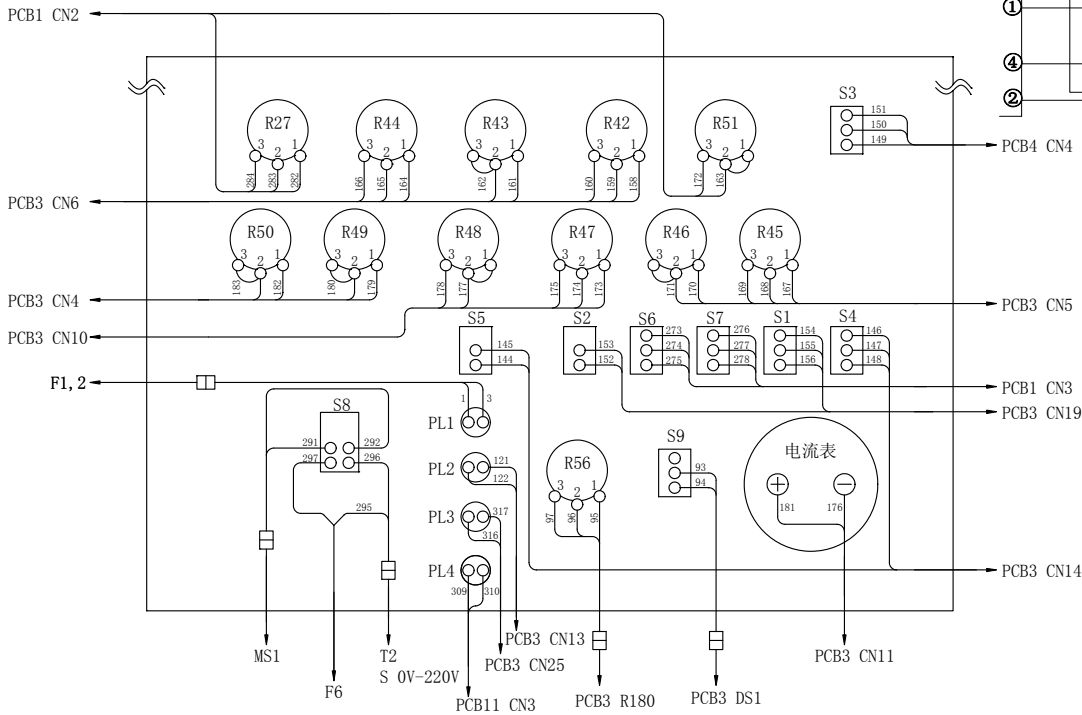 PCB1 CN2
①
④
②
S3
151
150
149
PCB4 CN4
R27
R44
R43
R42
R51
3 2 1
3 2 1
3 2 1
3 2 1
3 2 1
284 283 282
166 165 164
162 161
160 159 158
172 163
PCB3 CN6
R50
R49
R48
R47
R46
R45
3 2 1
3 2 1
3 2 1
3 2 1
3 2 1
3 2 1
183 182
180 179
178 177
175 174 173
171 170
169 168 167
PCB3 CN4
PCB3 CN5
PCB3 CN10
S5
S2
S6
S7
S1
S4
145
144
153
152
273
274
275
276
277
278
154
155
156
146
147
148
F1,2
PCB1 CN3
PCB3 CN19
1 3
PL1
S8
291 292
297 296
295
PL2
121
122
PL3
317
316
PL4
309 310
R56
3 2 1
97 96 95
S9
93
94
电流表
+ −
181 176
PCB3 CN14
MS1
F6
T2
S 0V-220V
PCB3 CN13
PCB3 CN25
PCB11 CN3
PCB3 R180
PCB3 DS1
PCB3 CN11